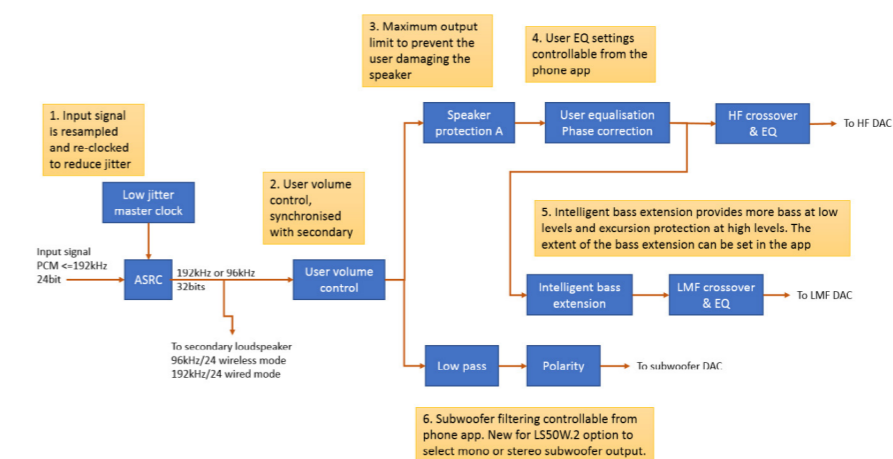 3. Maximum output
limit to prevent the
user damaging the
speaker
4. User EQ settings
controllable from the
phone app
1. Input signal
is resampled
and re-clocked
to reduce jitter
Speaker
protection A
User equalisation
Phase correction
HF crossover
& EQ
To HF DAC
Low jitter
master clock
2. User volume
control,
synchronised
with secondary
5. Intelligent bass extension provides more bass at low
levels and excursion protection at high levels. The
extent of the bass extension can be set in the app
Input signal
PCM <=192kHz
24bit
ASRC
192kHz or 96kHz
32bits
User volume
control
Intelligent bass
extension
LMF crossover
& EQ
To LMF DAC
To secondary loudspeaker
96kHz/24 wireless mode
192kHz/24 wired mode
Low pass
Polarity
To subwoofer DAC
6. Subwoofer filtering controllable from
phone app. New for LS50W.2 option to
select mono or stereo subwoofer output.